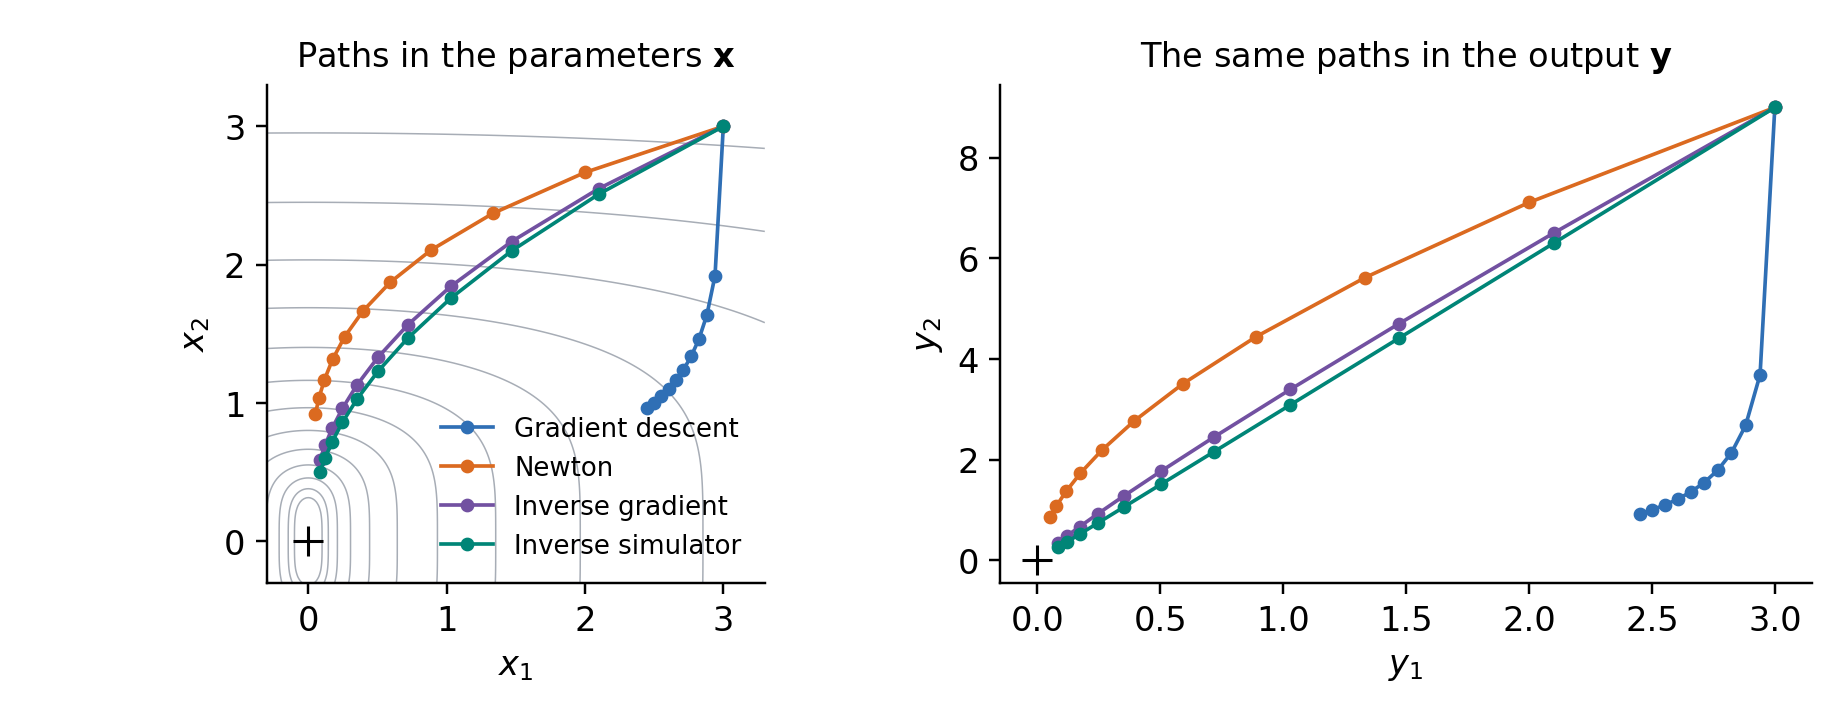 Paths in the parameters x
3
2
1
0
x₂
Gradient descent
Newton
Inverse gradient
Inverse simulator
0 1 2 3
x₁
The same paths in the output y
8
6
4
2
0
y₂
0.0 0.5 1.0 1.5 2.0 2.5 3.0
y₁